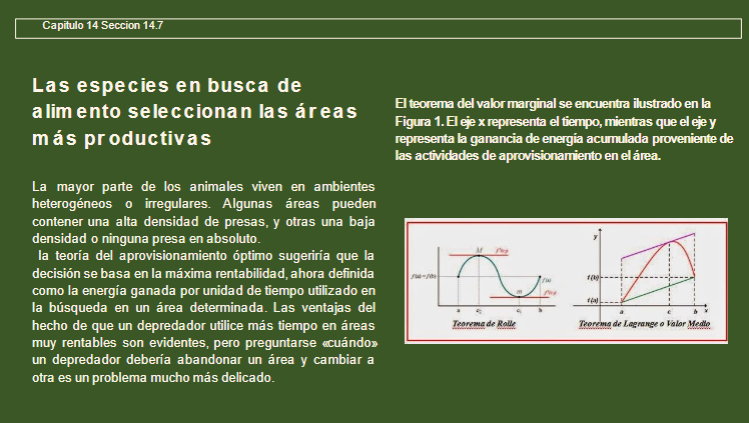 Capitulo 14 Seccion 14.7
Las especies en busca de
alimento seleccionan las áreas
más productivas
La mayor parte de los animales viven en ambientes
heterogéneos o irregulares. Algunas áreas pueden
contener una alta densidad de presas, y otras una baja
densidad o ninguna presa en absoluto.
la teoría del aprovisionamiento óptimo sugeriría que la
decisión se basa en la máxima rentabilidad, ahora definida
como la energía ganada por unidad de tiempo utilizado en
la búsqueda en un área determinada. Las ventajas del
hecho de que un depredador utilice más tiempo en áreas
muy rentables son evidentes, pero preguntarse «cuándo»
un depredador debería abandonar un área y cambiar a
otra es un problema mucho más delicado.
El teorema del valor marginal se encuentra ilustrado en la
Figura 1. El eje x representa el tiempo, mientras que el eje y
representa la ganancia de energía acumulada proveniente de
las actividades de aprovisionamiento en el área.
M
m
a c₁ b
Teorema de Rolle
y
f(b)
f(a)
a c b x
Teorema de Lagrange o Valor Medio